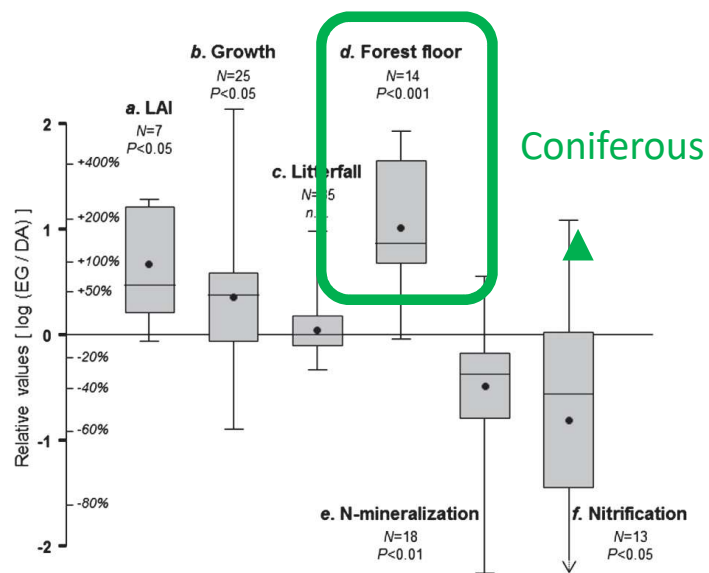 b. Growth
N=25
P<0.05
d. Forest floor
N=14
P<0.001
a. LAI
N=7
P<0.05
Coniferous
c. Litterfall
2
1
0
-1
-2
+400%
+200%
+100%
+50%
-20%
-40%
-60%
-80%
Relative values [ log (EG / DA) ]
e. N-mineralization
N=18
P<0.01
f. Nitrification
N=13
P<0.05